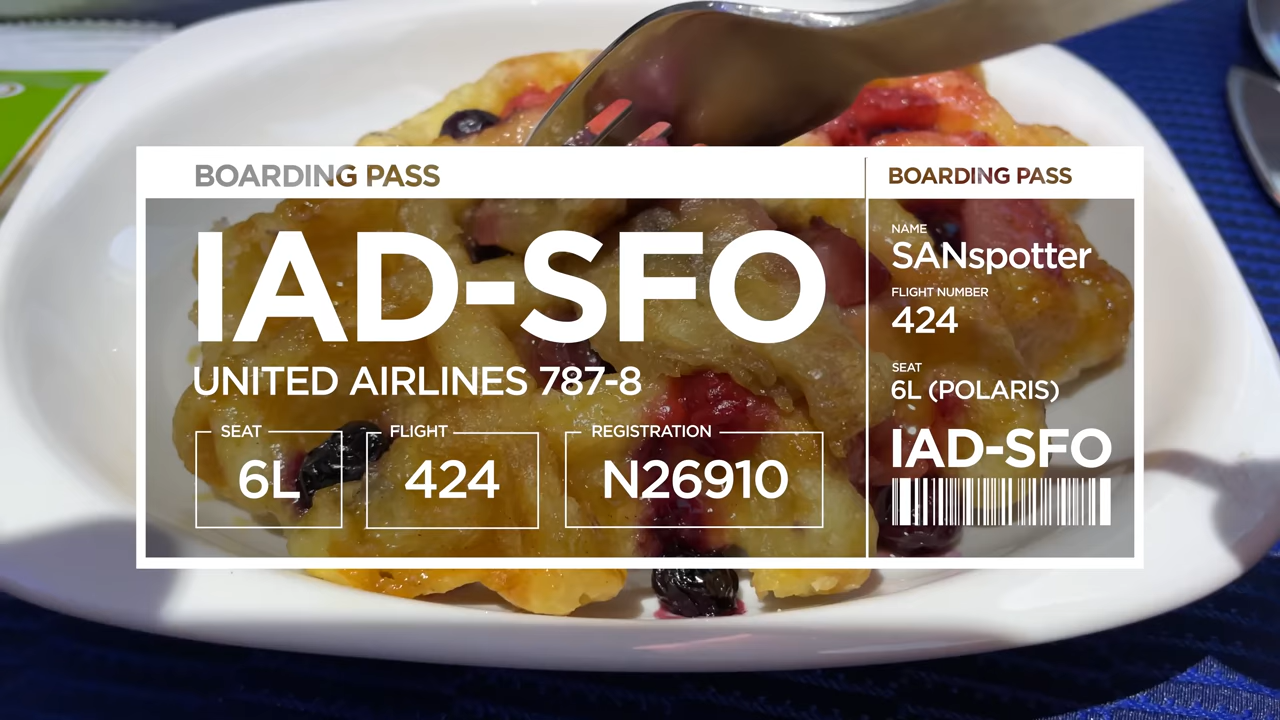 BOARDING PASS
IAD-SFO
UNITED AIRLINES 787-8
SEAT
6L
FLIGHT
424
REGISTRATION
N26910
BOARDING PASS
NAME
SANspotter
FLIGHT NUMBER
424
SEAT
6L (POLARIS)
IAD-SFO